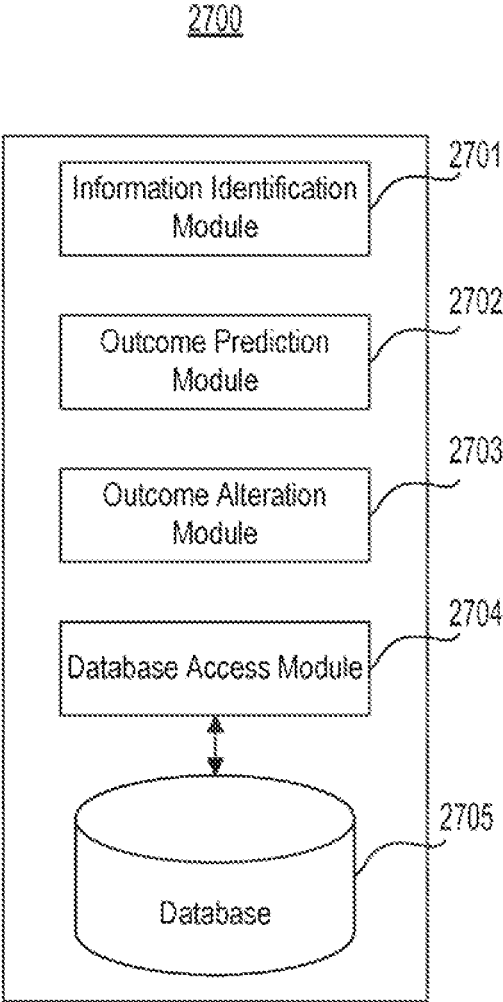 2700
2701
Information Identification
Module
2702
Outcome Prediction
Module
2703
Outcome Alteration
Module
2704
Database Access Module
2705
Database